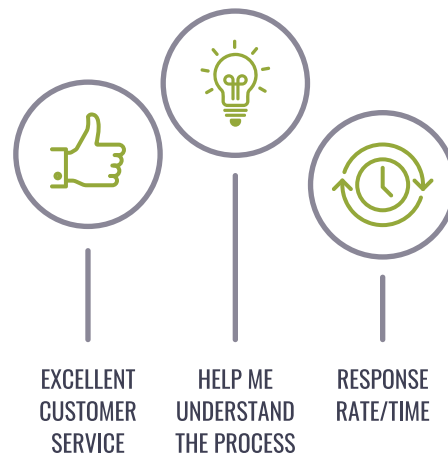 EXCELLENT
CUSTOMER
SERVICE
HELP ME
UNDERSTAND
THE PROCESS
RESPONSE
RATE/TIME